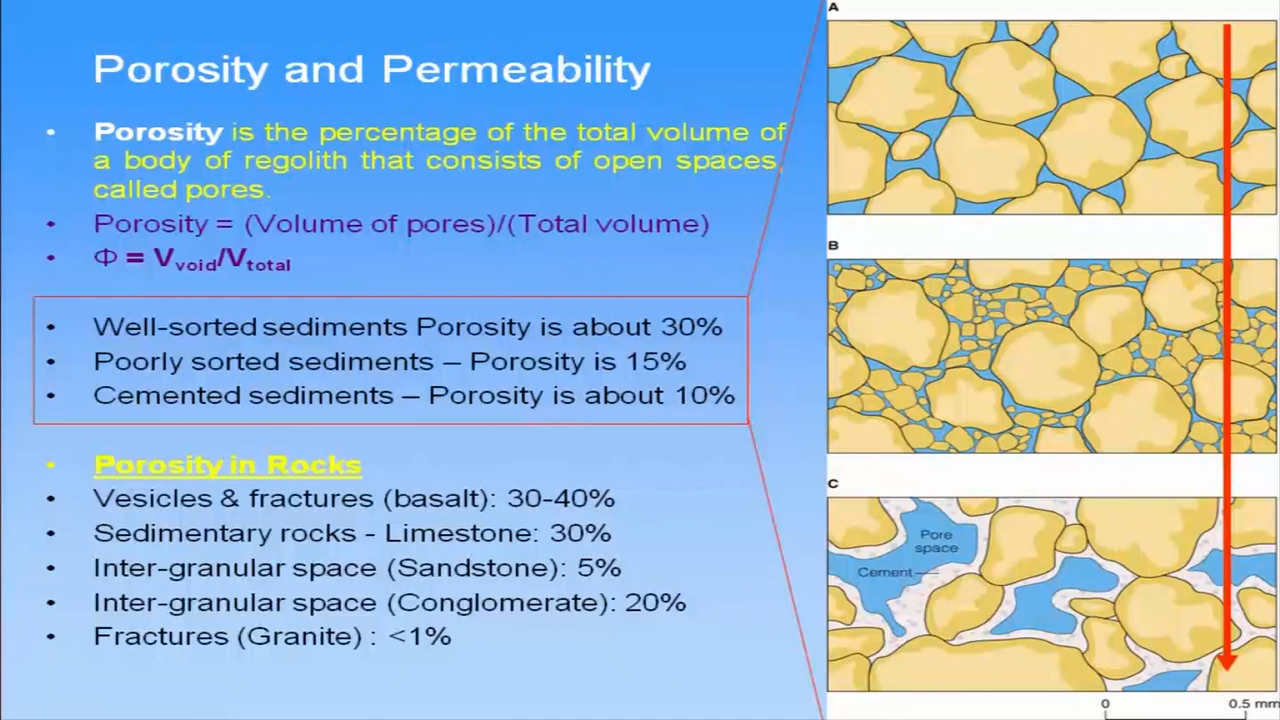 Porosity and Permeability
• Porosity is the percentage of the total volume of
a body of regolith that consists of open spaces,
called pores.
• Porosity = (Volume of pores)/(Total volume)
• Φ = Vvoid/Vtotal
• Well-sorted sediments Porosity is about 30%
• Poorly sorted sediments – Porosity is 15%
• Cemented sediments – Porosity is about 10%
• Porosity in Rocks
• Vesicles & fractures (basalt): 30-40%
• Sedimentary rocks - Limestone: 30%
• Inter-granular space (Sandstone): 5%
• Inter-granular space (Conglomerate): 20%
• Fractures (Granite) : <1%
A
B
C
Pore
space
Cement
0 0.5 mm